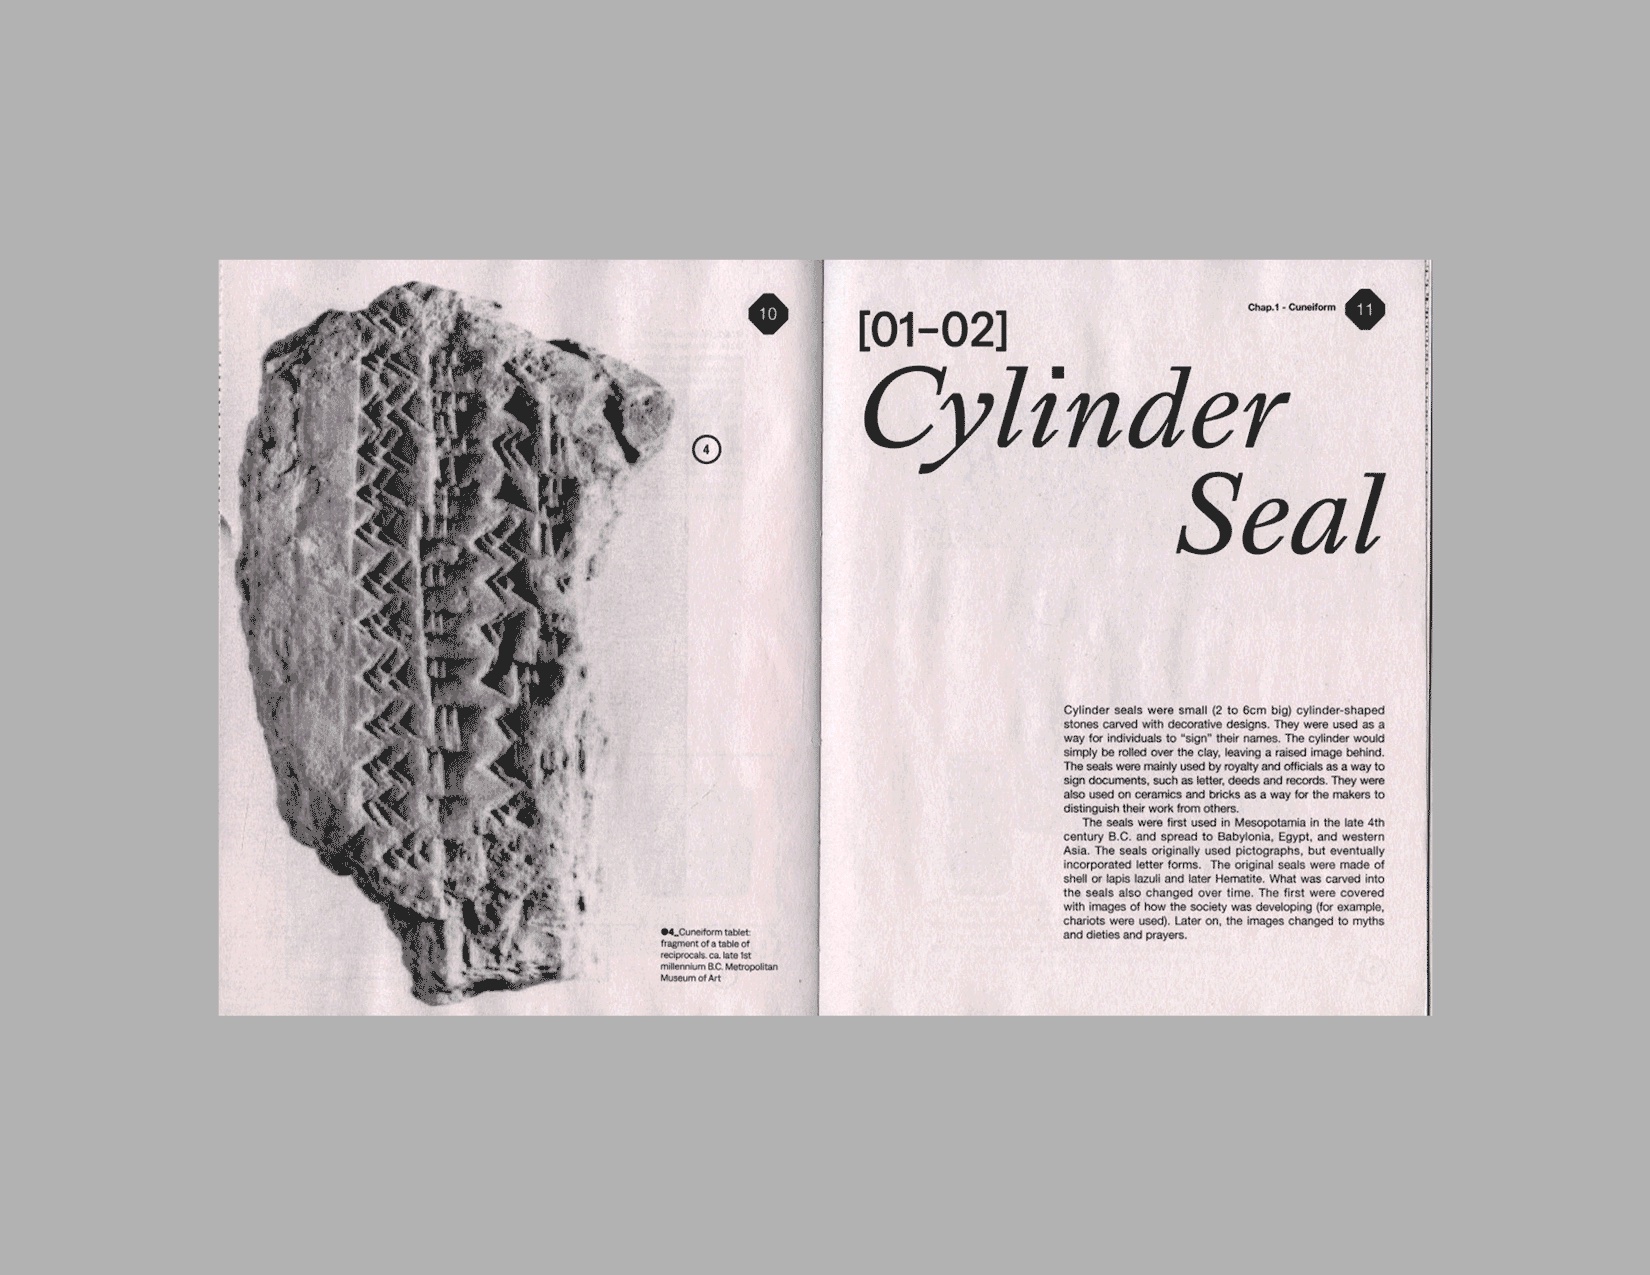 10
4
●4_Cuneiform tablet:
fragment of a table of
reciprocals. ca. late 1st
millennium B.C. Metropolitan
Museum of Art
Chap.1 - Cuneiform 11
[01–02]
Cylinder
Seal
Cylinder seals were small (2 to 6cm big) cylinder-shaped
stones carved with decorative designs. They were used as a
way for individuals to “sign” their names. The cylinder would
simply be rolled over the clay, leaving a raised image behind.
The seals were mainly used by royalty and officials as a way to
sign documents, such as letter, deeds and records. They were
also used on ceramics and bricks as a way for the makers to
distinguish their work from others.
The seals were first used in Mesopotamia in the late 4th
century B.C. and spread to Babylonia, Egypt, and western
Asia. The seals originally used pictographs, but eventually
incorporated letter forms. The original seals were made of
shell or lapis lazuli and later Hematite. What was carved into
the seals also changed over time. The first were covered
with images of how the society was developing (for example,
chariots were used). Later on, the images changed to myths
and dieties and prayers.